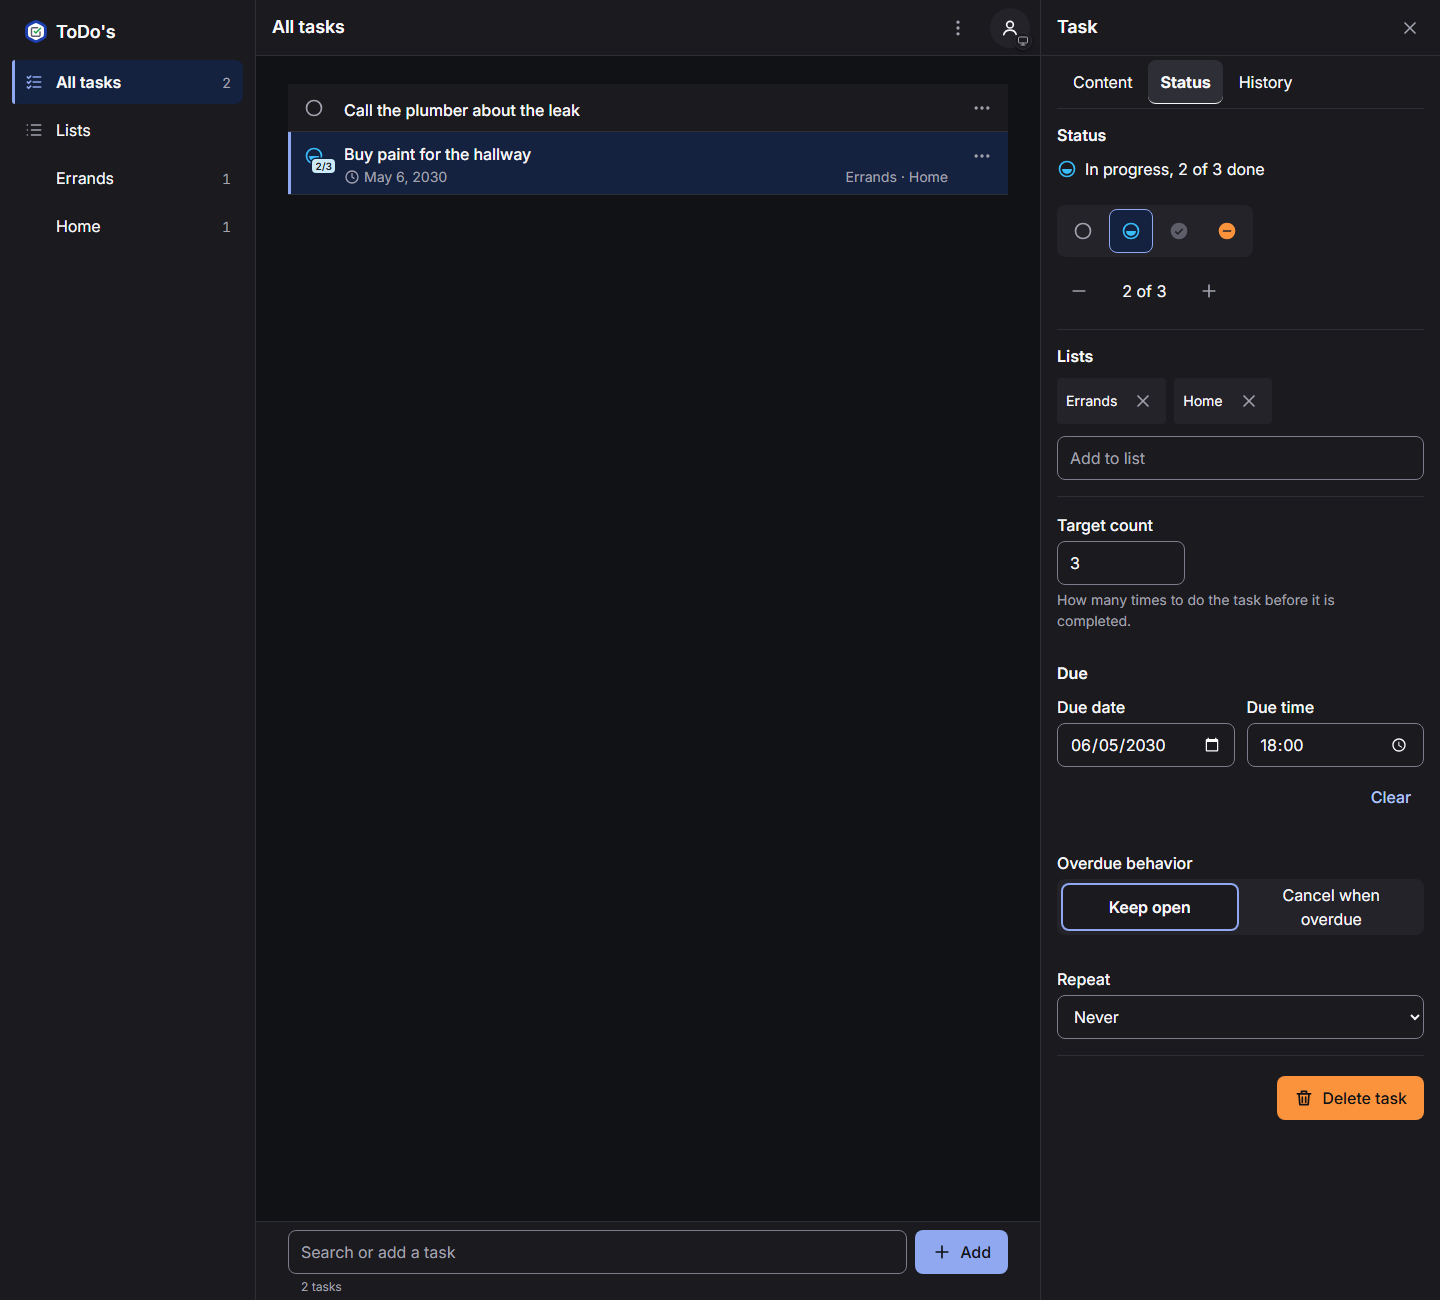 ToDo's
All tasks 2
Lists
Errands 1
Home 1
All tasks
Call the plumber about the leak
2/3
Buy paint for the hallway
May 6, 2030 Errands · Home
Search or add a task
Add
2 tasks
Task
Content Status History
Status
In progress, 2 of 3 done
2 of 3
Lists
Errands Home
Add to list
Target count
3
How many times to do the task before it is
completed.
Due
Due date Due time
06/05/2030 18:00
Clear
Overdue behavior
Keep open
Cancel when
overdue
Repeat
Never
Delete task